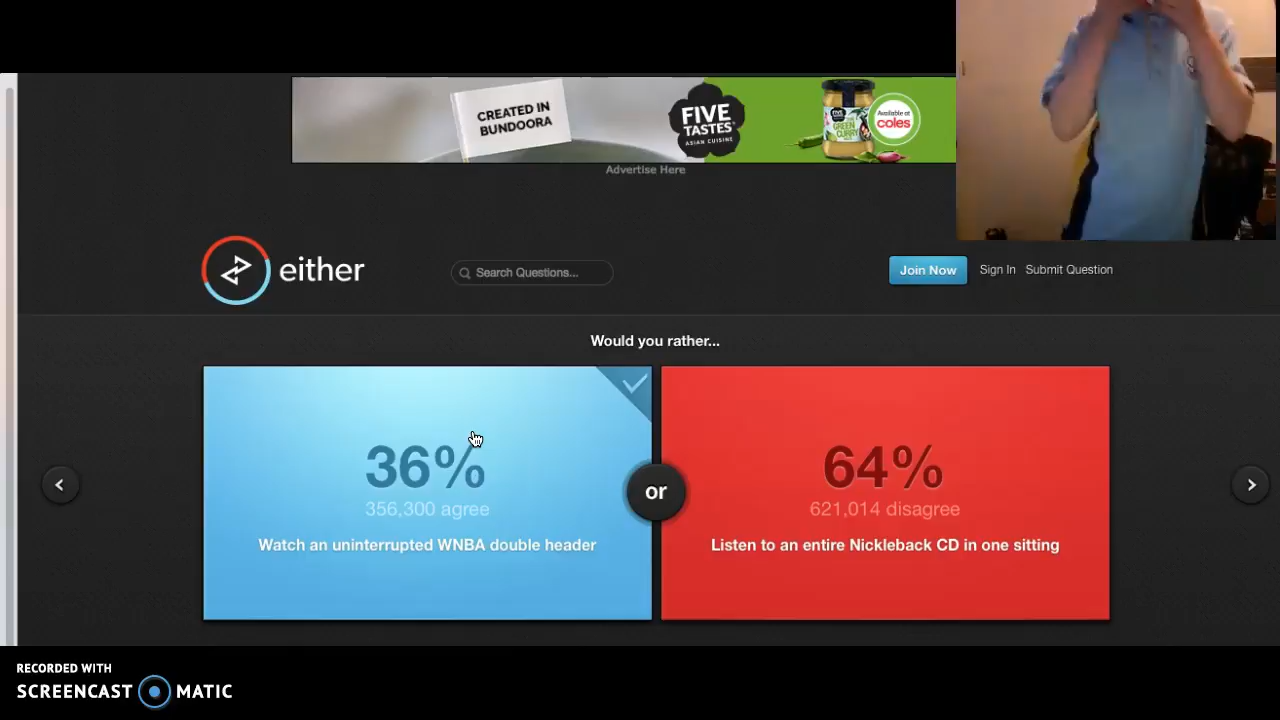 CREATED IN
BUNDOORA
FIVE
TASTES
ASIAN CUISINE
GREEN
CURRY
Available at
coles
Advertise Here
either
Search Questions...
Join Now
Sign In
Submit Question
Would you rather...
36%
356,300 agree
Watch an uninterrupted WNBA double header
or
64%
621,014 disagree
Listen to an entire Nickleback CD in one sitting
RECORDED WITH
SCREENCAST MATIC